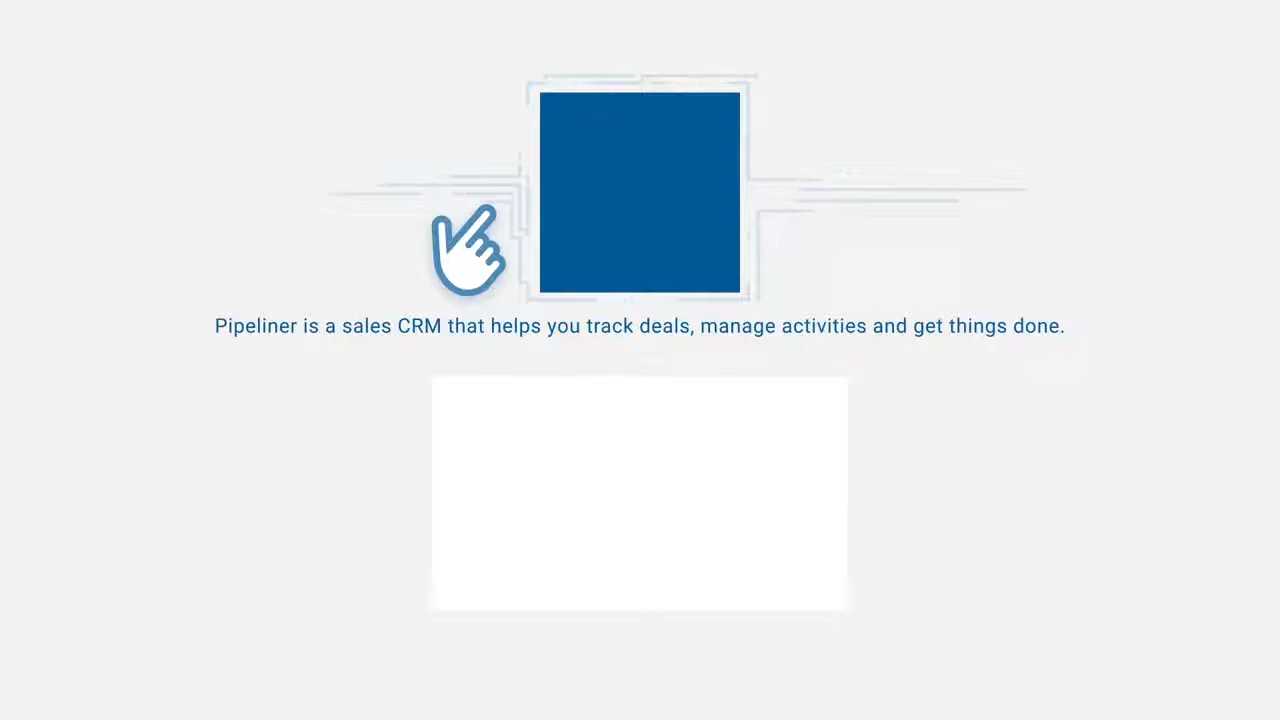 Pipeliner is a sales CRM that helps you track deals, manage activities and get things done.